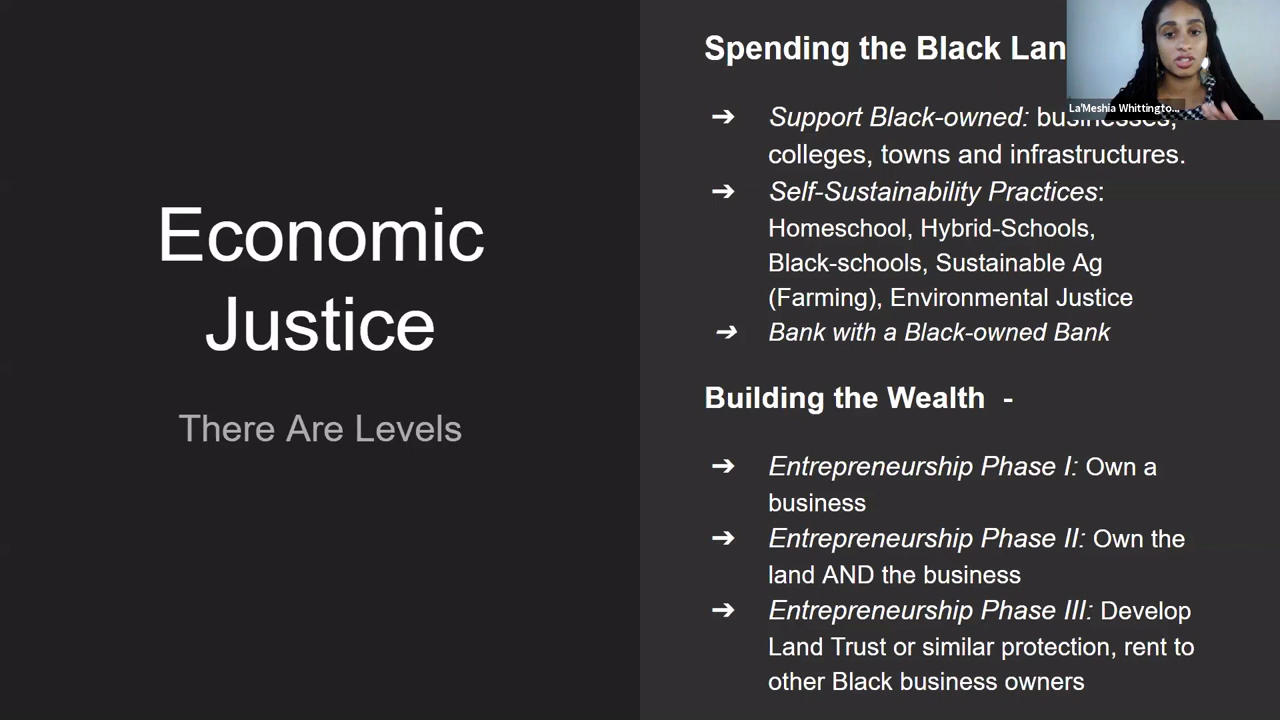 Economic
Justice
There Are Levels
Spending the Black Lan
La'Meshia Whittingto...
➔ Support Black-owned: businesses,
colleges, towns and infrastructures.
➔ Self-Sustainability Practices:
Homeschool, Hybrid-Schools,
Black-schools, Sustainable Ag
(Farming), Environmental Justice
➔ Bank with a Black-owned Bank
Building the Wealth -
➔ Entrepreneurship Phase I: Own a
business
➔ Entrepreneurship Phase II: Own the
land AND the business
➔ Entrepreneurship Phase III: Develop
Land Trust or similar protection, rent to
other Black business owners